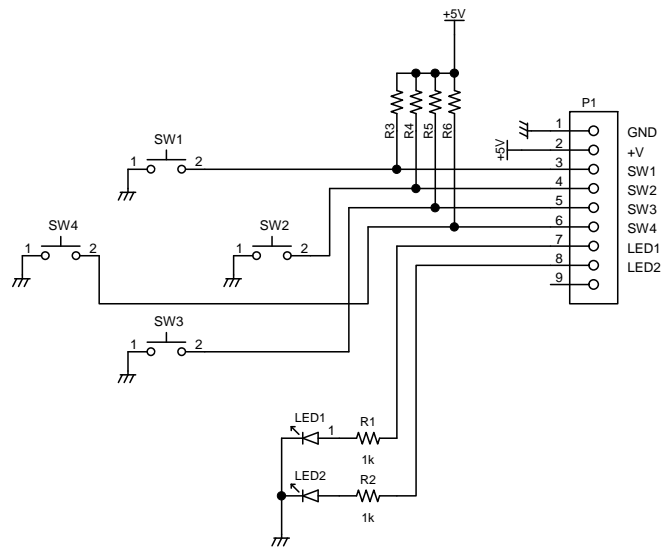 +5V
P1
R3
R4
R5
R6
1 GND
+5V
2 +V
3 SW1
4 SW2
5 SW3
6 SW4
7 LED1
8 LED2
9
SW1
1 2
SW4
1 2
SW2
1 2
SW3
1 2
LED1
1
R1
1k
LED2
R2
1k